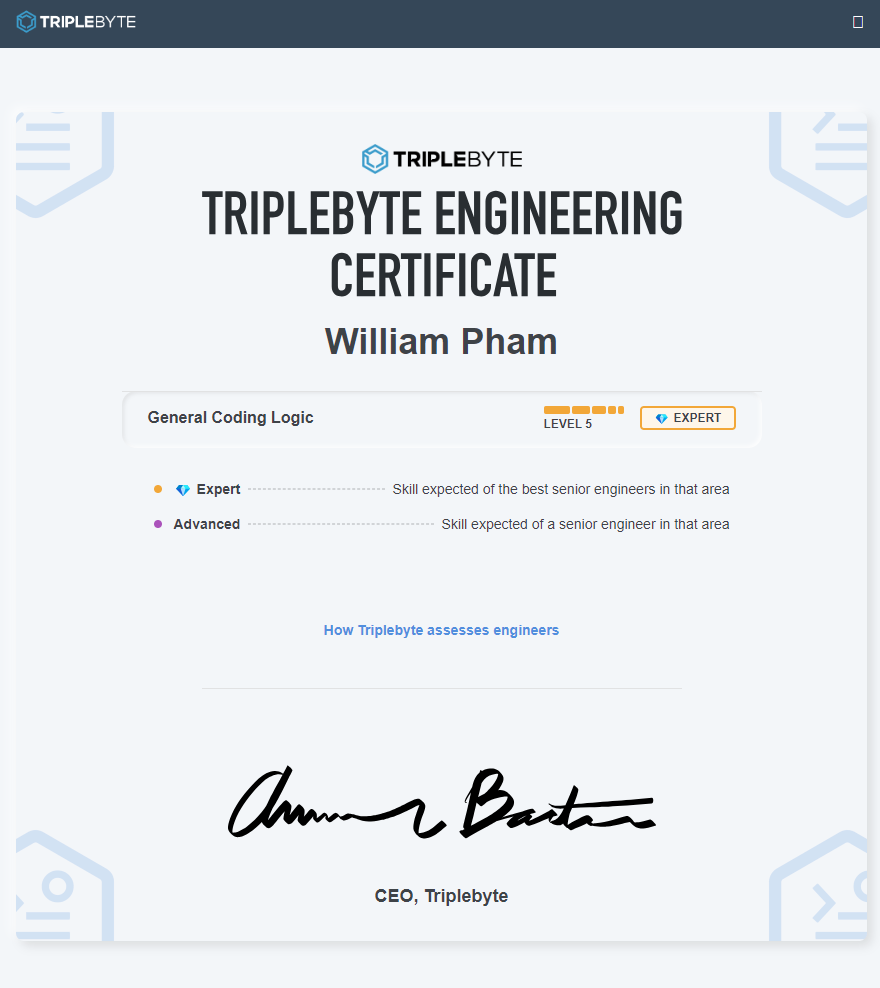 TRIPLEBYTE
TRIPLEBYTE
TRIPLEBYTE ENGINEERING
CERTIFICATE
William Pham
General Coding Logic
LEVEL 5
EXPERT
Expert Skill expected of the best senior engineers in that area
Advanced Skill expected of a senior engineer in that area
How Triplebyte assesses engineers
CEO, Triplebyte